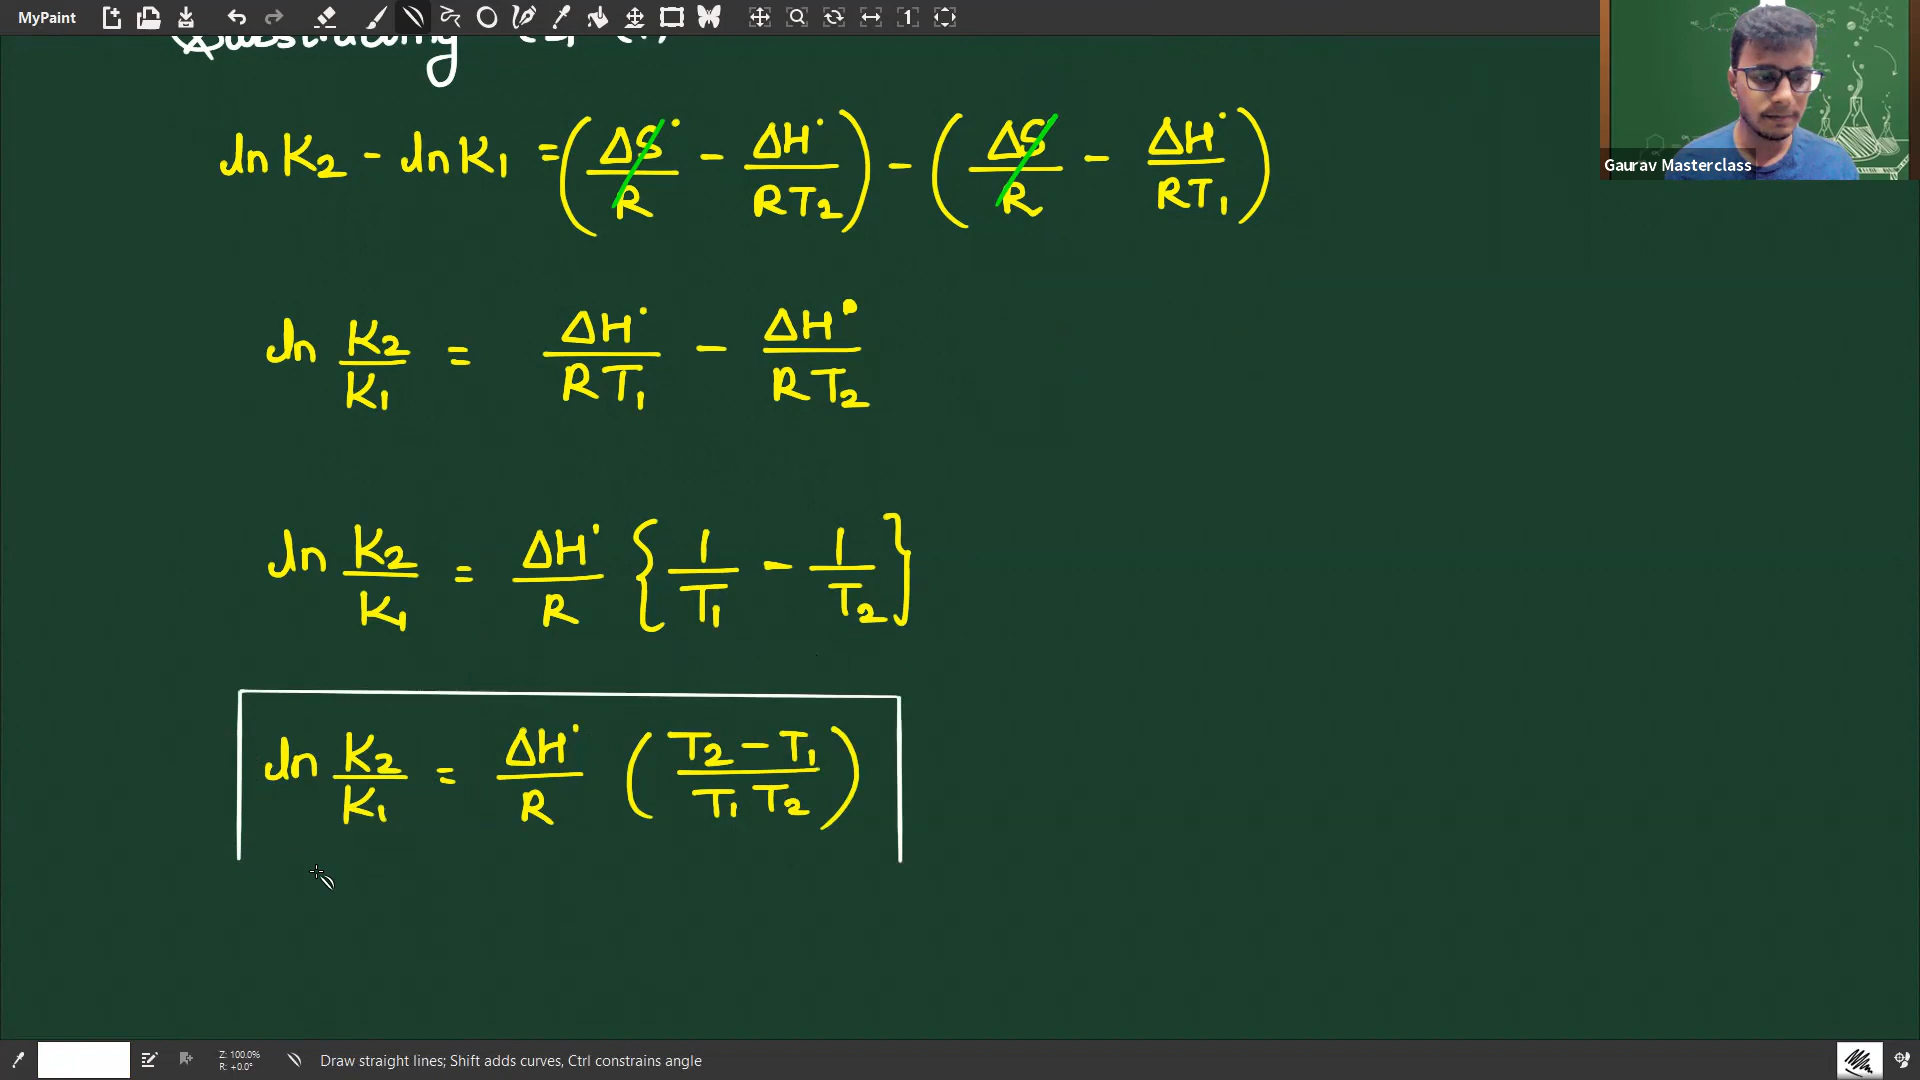 MyPaint
ln K₂ - ln K₁ = (ΔS˙/R - ΔH˙/RT₂) - (ΔS/R - ΔH˙/RT₁)
Gaurav Masterclass
ln K₂/K₁ = ΔH˙/RT₁ - ΔH˙/RT₂
ln K₂/K₁ = ΔH˙/R {1/T₁ - 1/T₂}
ln K₂/K₁ = ΔH˙/R (T₂ - T₁/T₁ T₂)
Z: 100.0%
R: +0.0°
Draw straight lines; Shift adds curves, Ctrl constrains angle